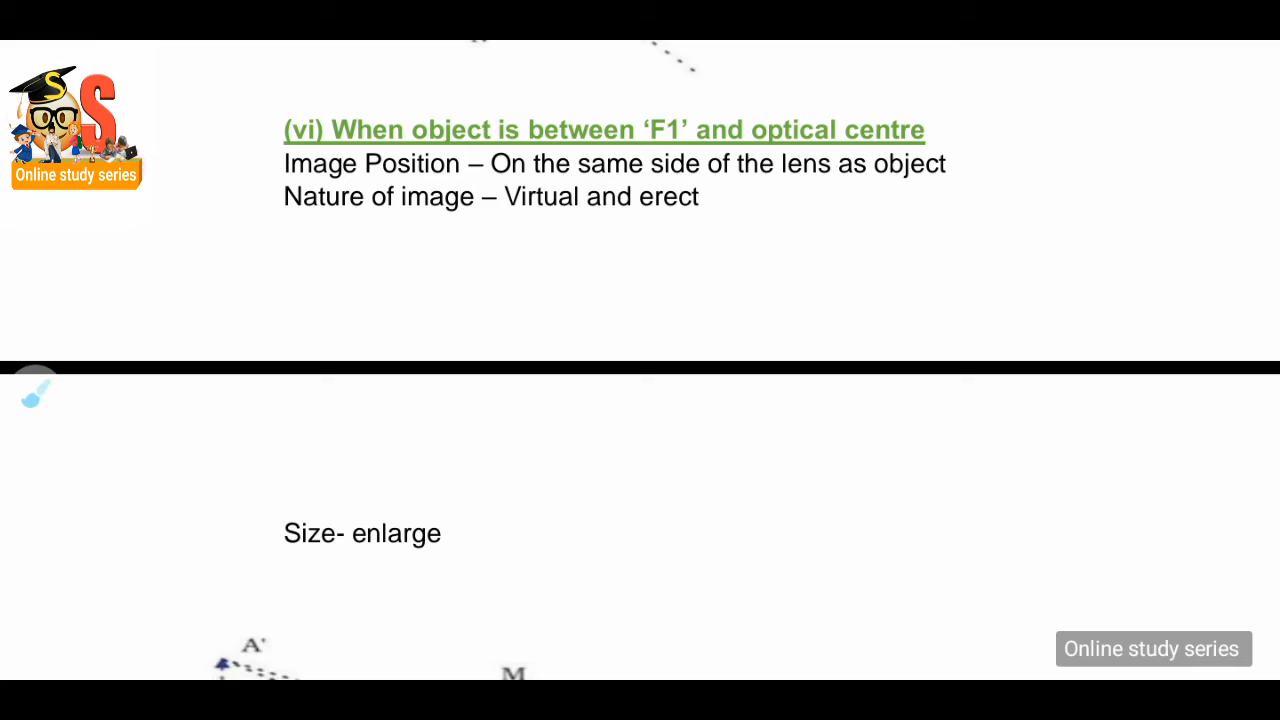 S
S
Online study series
(vi) When object is between ‘F1’ and optical centre
Image Position – On the same side of the lens as object
Nature of image – Virtual and erect
Size- enlarge
A'
M
Online study series